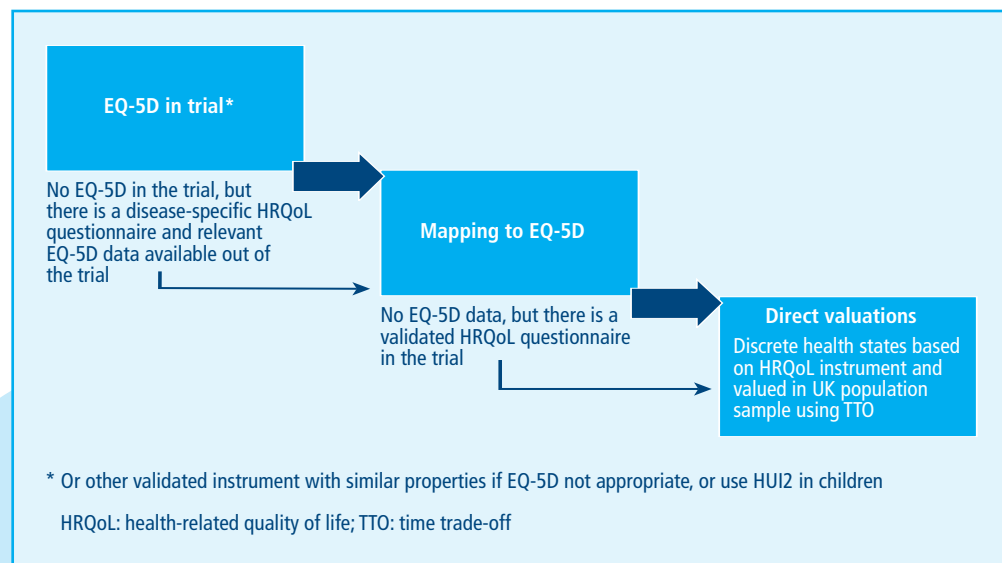 EQ-5D in trial*
No EQ-5D in the trial, but
there is a disease-specific HRQoL
questionnaire and relevant
EQ-5D data available out of
the trial
Mapping to EQ-5D
No EQ-5D data, but there is a
validated HRQoL questionnaire
in the trial
Direct valuations
Discrete health states based
on HRQoL instrument and
valued in UK population
sample using TTO
* Or other validated instrument with similar properties if EQ-5D not appropriate, or use HUI2 in children
HRQoL: health-related quality of life; TTO: time trade-off